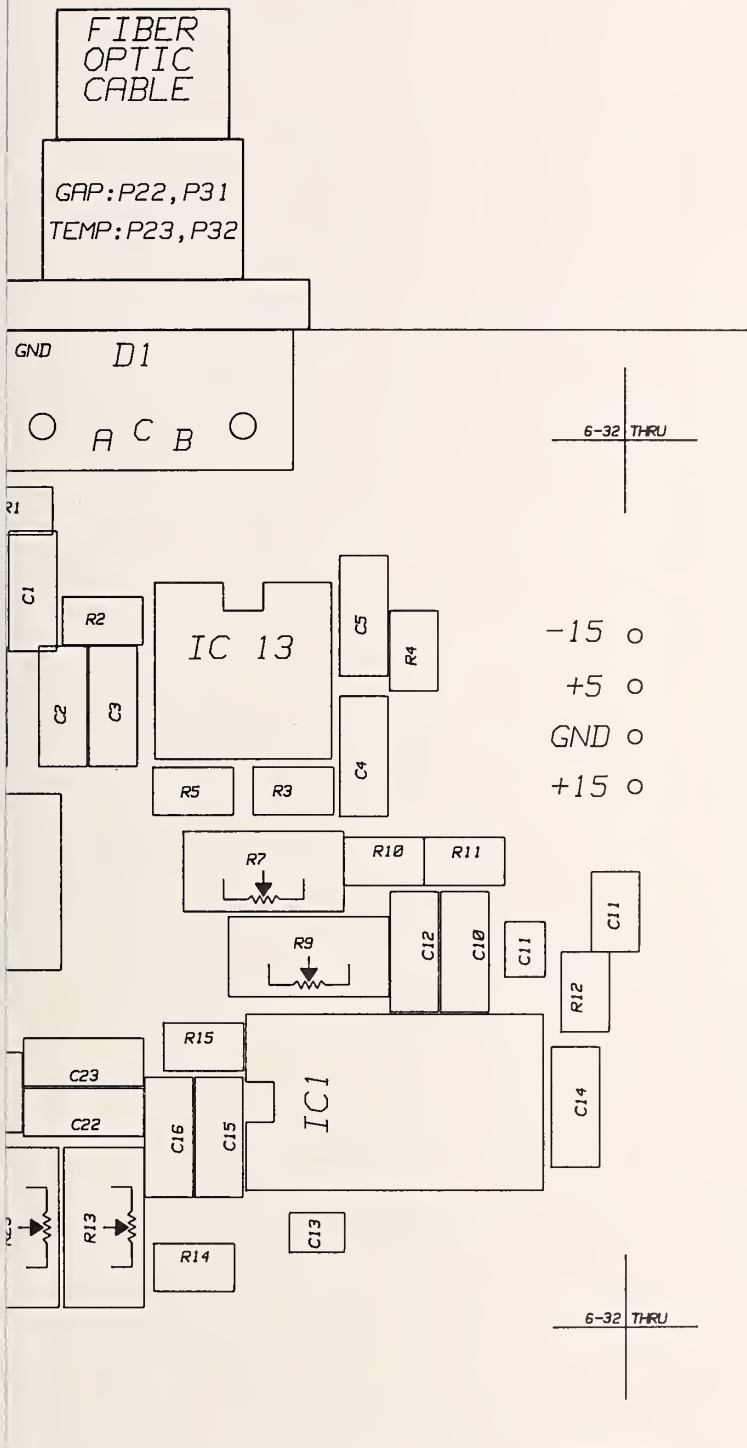 FIBER
OPTIC
CABLE
GAP:P22,P31
TEMP:P23,P32
GND
D1
A C B
6-32 THRU
R1
C1
R2
C2
C3
IC 13
C5
R4
C4
-15
+5
GND
+15
R5
R3
R7
R10
R11
R9
C12
C10
C11
C11
R12
R15
IC1
C14
C23
C22
C16
C15
R13
R14
C13
6-32 THRU